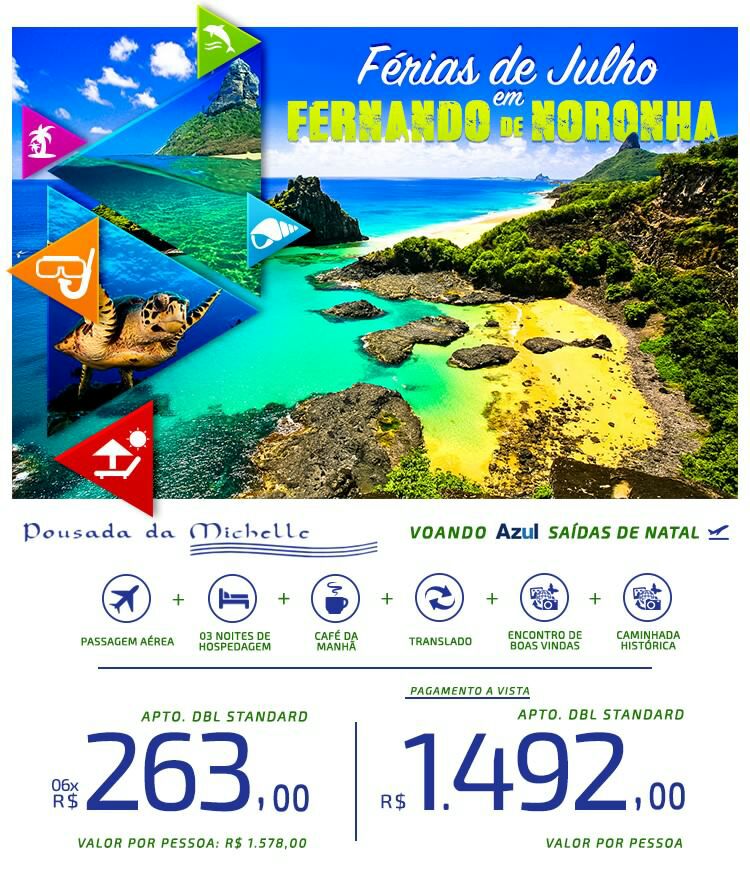 Férias de Julho
em
FERNANDO DE NORONHA
Pousada da Michelle
VOANDO Azul SAÍDAS DE NATAL
PASSAGEM AÉREA
03 NOITES DE
HOSPEDAGEM
CAFÉ DA
MANHÃ
TRANSLADO
ENCONTRO DE
BOAS VINDAS
CAMINHADA
HISTÓRICA
APTO. DBL STANDARD
06x
R$ 263,00
VALOR POR PESSOA: R$ 1.578,00
PAGAMENTO A VISTA
APTO. DBL STANDARD
R$ 1.492,00
VALOR POR PESSOA